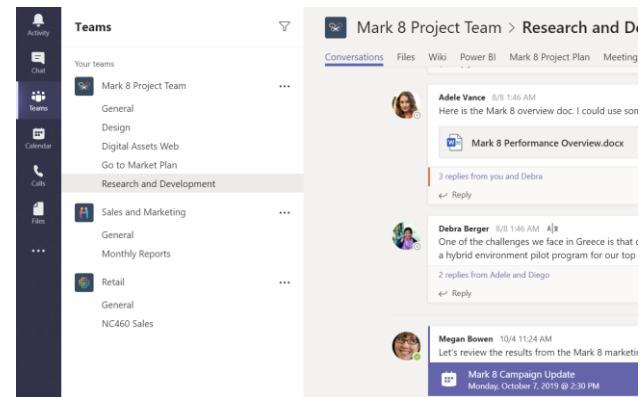 Activity
Chat
Teams
Calendar
Calls
Files
Teams
Your teams
Mark 8 Project Team
General
Design
Digital Assets Web
Go to Market Plan
Research and Development
Sales and Marketing
General
Monthly Reports
Retail
General
NC460 Sales
Mark 8 Project Team > Research and De
Conversations Files Wiki Power BI Mark 8 Project Plan Meeting
Adele Vance 8/8 1:46 AM
Here is the Mark 8 overview doc. I could use som
Mark 8 Performance Overview.docx
3 replies from you and Debra
Reply
Debra Berger 8/8 1:46 AM
One of the challenges we face in Greece is that
a hybrid environment pilot program for our top
2 replies from Adele and Diego
Reply
Megan Bowen 10/4 11:24 AM
Let's review the results from the Mark 8 marketi
Mark 8 Campaign Update
Monday, October 7, 2019 @ 2:30 PM